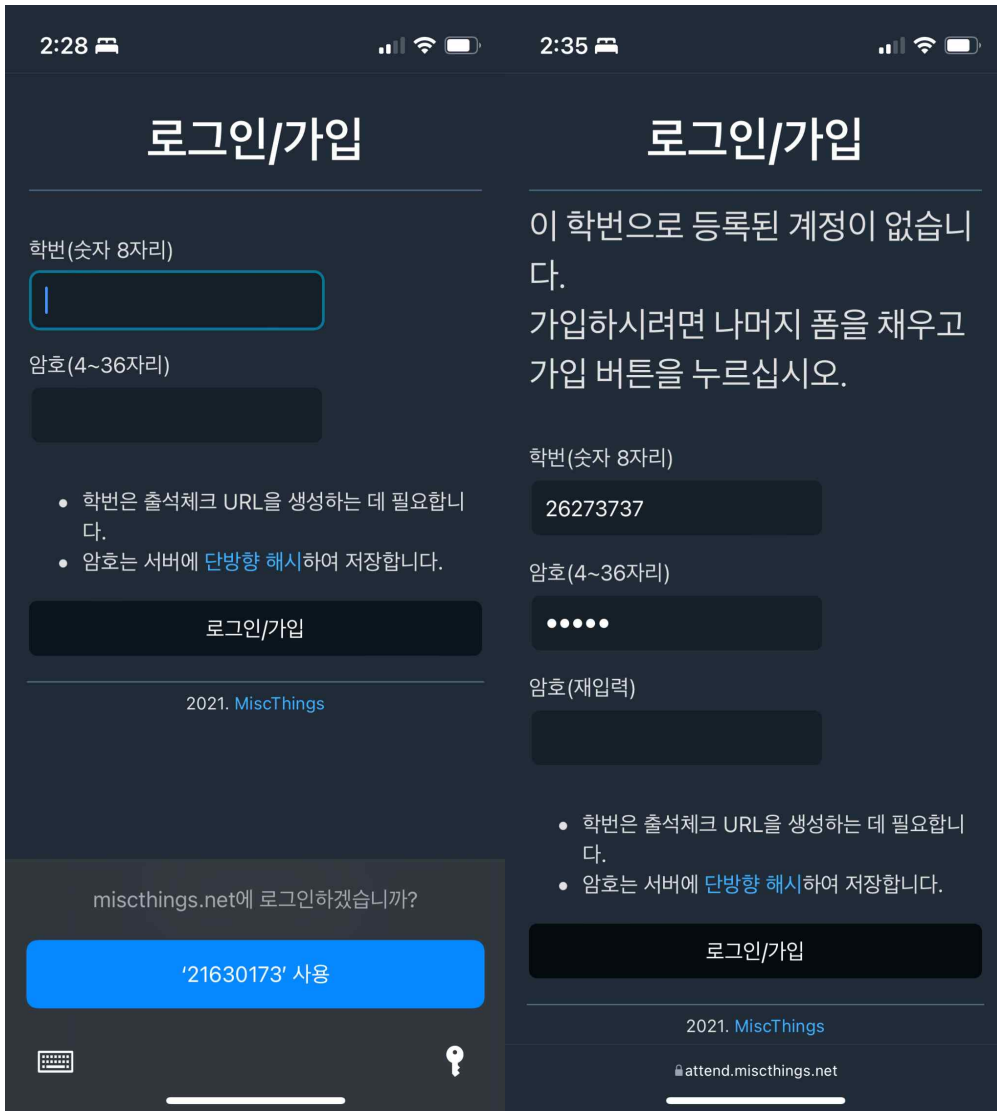 2:28
로그인/가입
학번(숫자 8자리)
암호(4~36자리)
학번은 출석체크 URL을 생성하는 데 필요합니
다.
암호는 서버에 단방향 해시하여 저장합니다.
로그인/가입
2021. MiscThings
miscthings.net에 로그인하겠습니까?
‘21630173’ 사용
2:35
로그인/가입
이 학번으로 등록된 계정이 없습니
다.
가입하시려면 나머지 폼을 채우고
가입 버튼을 누르십시오.
학번(숫자 8자리)
26273737
암호(4~36자리)
•••••
암호(재입력)
학번은 출석체크 URL을 생성하는 데 필요합니
다.
암호는 서버에 단방향 해시하여 저장합니다.
로그인/가입
2021. MiscThings
attend.miscthings.net